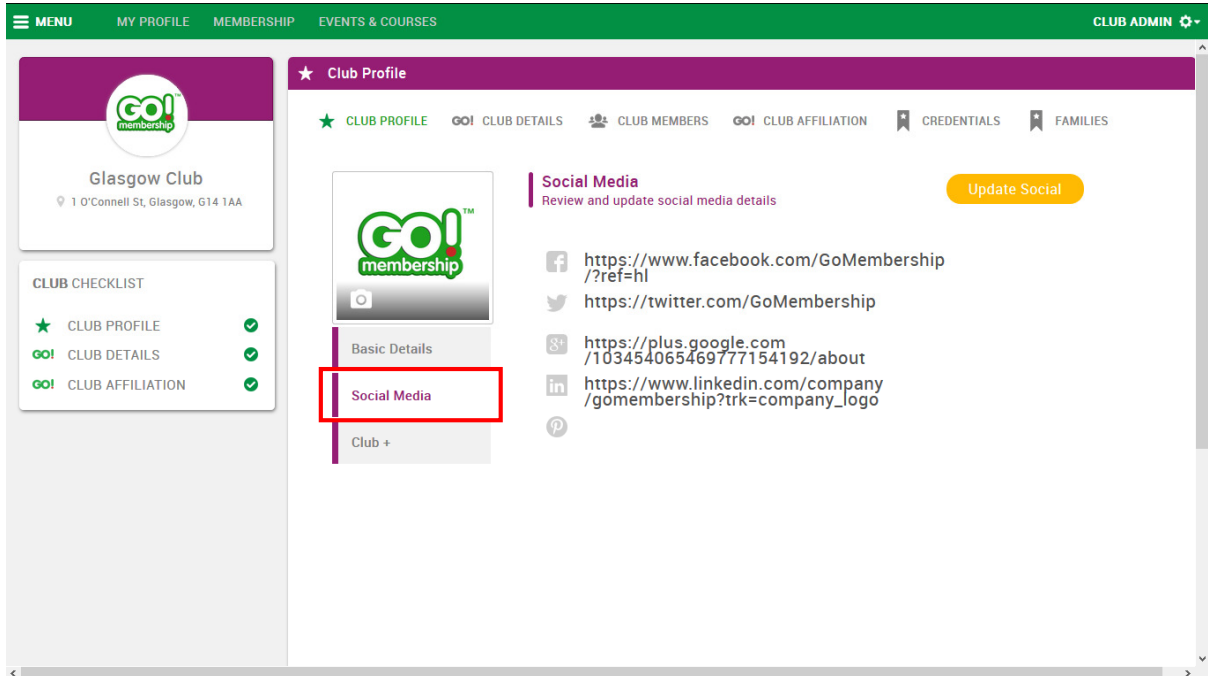 MENU MY PROFILE MEMBERSHIP EVENTS & COURSES CLUB ADMIN
GO!™
membership
Glasgow Club
1 O'Connell St, Glasgow, G14 1AA
CLUB CHECKLIST
CLUB PROFILE
GO! CLUB DETAILS
GO! CLUB AFFILIATION
Club Profile
CLUB PROFILE GO! CLUB DETAILS CLUB MEMBERS GO! CLUB AFFILIATION CREDENTIALS FAMILIES
GO!™
membership
Basic Details
Social Media
Club +
Social Media
Review and update social media details
Update Social
https://www.facebook.com/GoMembership
/?ref=hl
https://twitter.com/GoMembership
https://plus.google.com
/103454065469777154192/about
https://www.linkedin.com/company
/gomembership?trk=company_logo